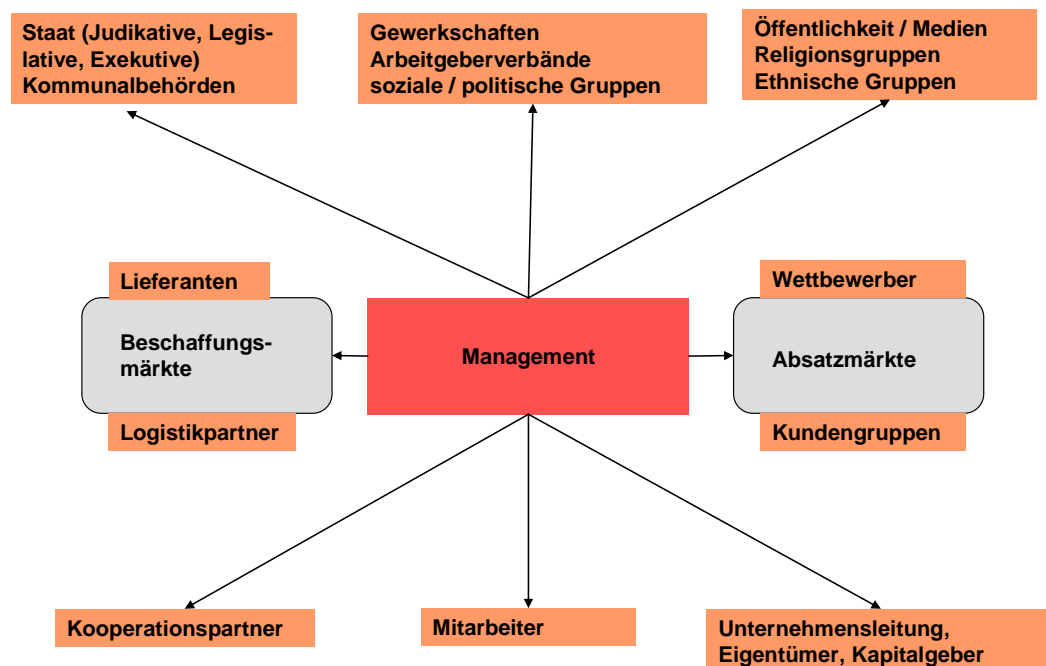 Staat (Judikative, Legis-
lative, Exekutive)
Kommunalbehörden
Gewerkschaften
Arbeitgeberverbände
soziale / politische Gruppen
Öffentlichkeit / Medien
Religionsgruppen
Ethnische Gruppen
Lieferanten
Beschaffungs-
märkte
Logistikpartner
Management
Wettbewerber
Absatzmärkte
Kundengruppen
Kooperationspartner
Mitarbeiter
Unternehmensleitung,
Eigentümer, Kapitalgeber